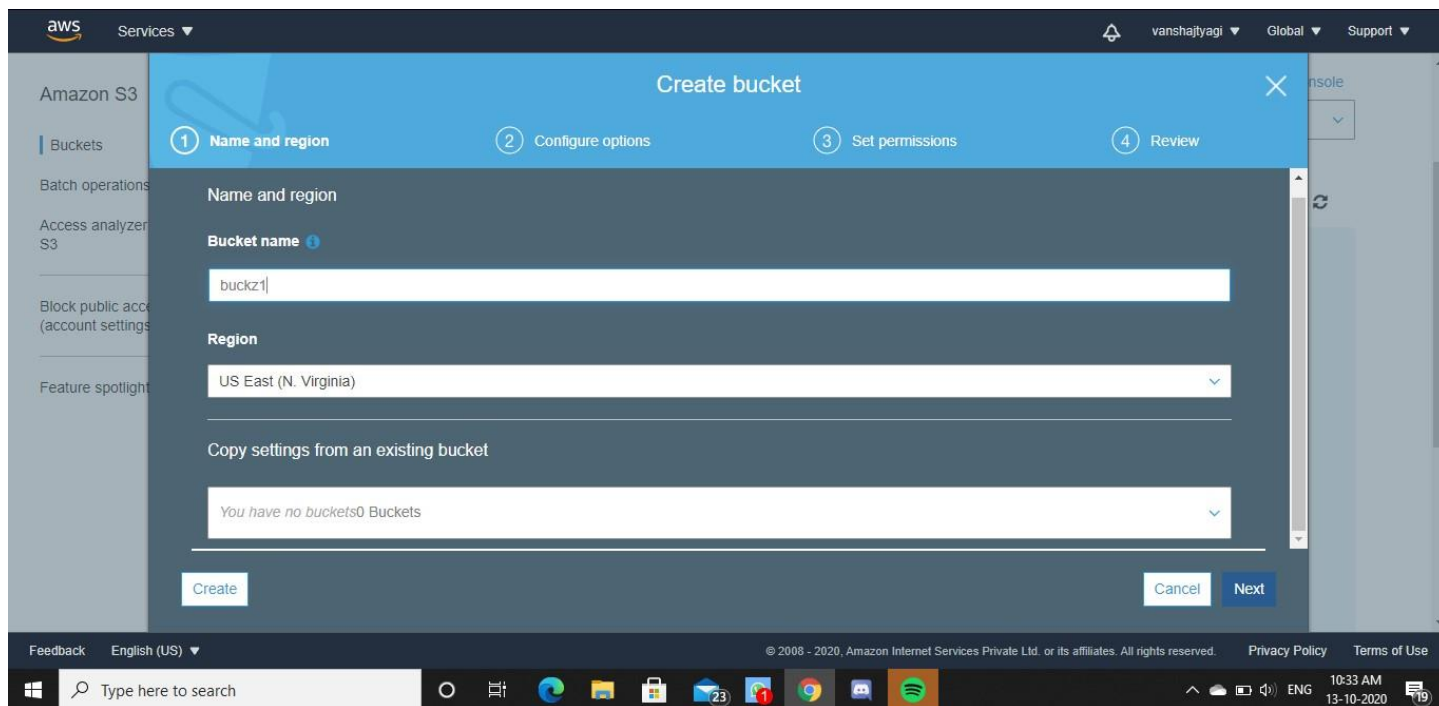 aws Services ▼ vanshajtyagi ▼ Global ▼ Support ▼
Create bucket
1 Name and region 2 Configure options 3 Set permissions 4 Review
Amazon S3
Buckets
Batch operations
Access analyzer
S3
Block public acce
(account settings
Feature spotlight
nsole
Name and region
Bucket name
buckz1
Region
US East (N. Virginia)
Copy settings from an existing bucket
You have no buckets0 Buckets
Create Cancel Next
Feedback English (US) ▼ © 2008 - 2020, Amazon Internet Services Private Ltd. or its affiliates. All rights reserved. Privacy Policy Terms of Use
Type here to search 23 1 ENG 10:33 AM
13-10-2020 19